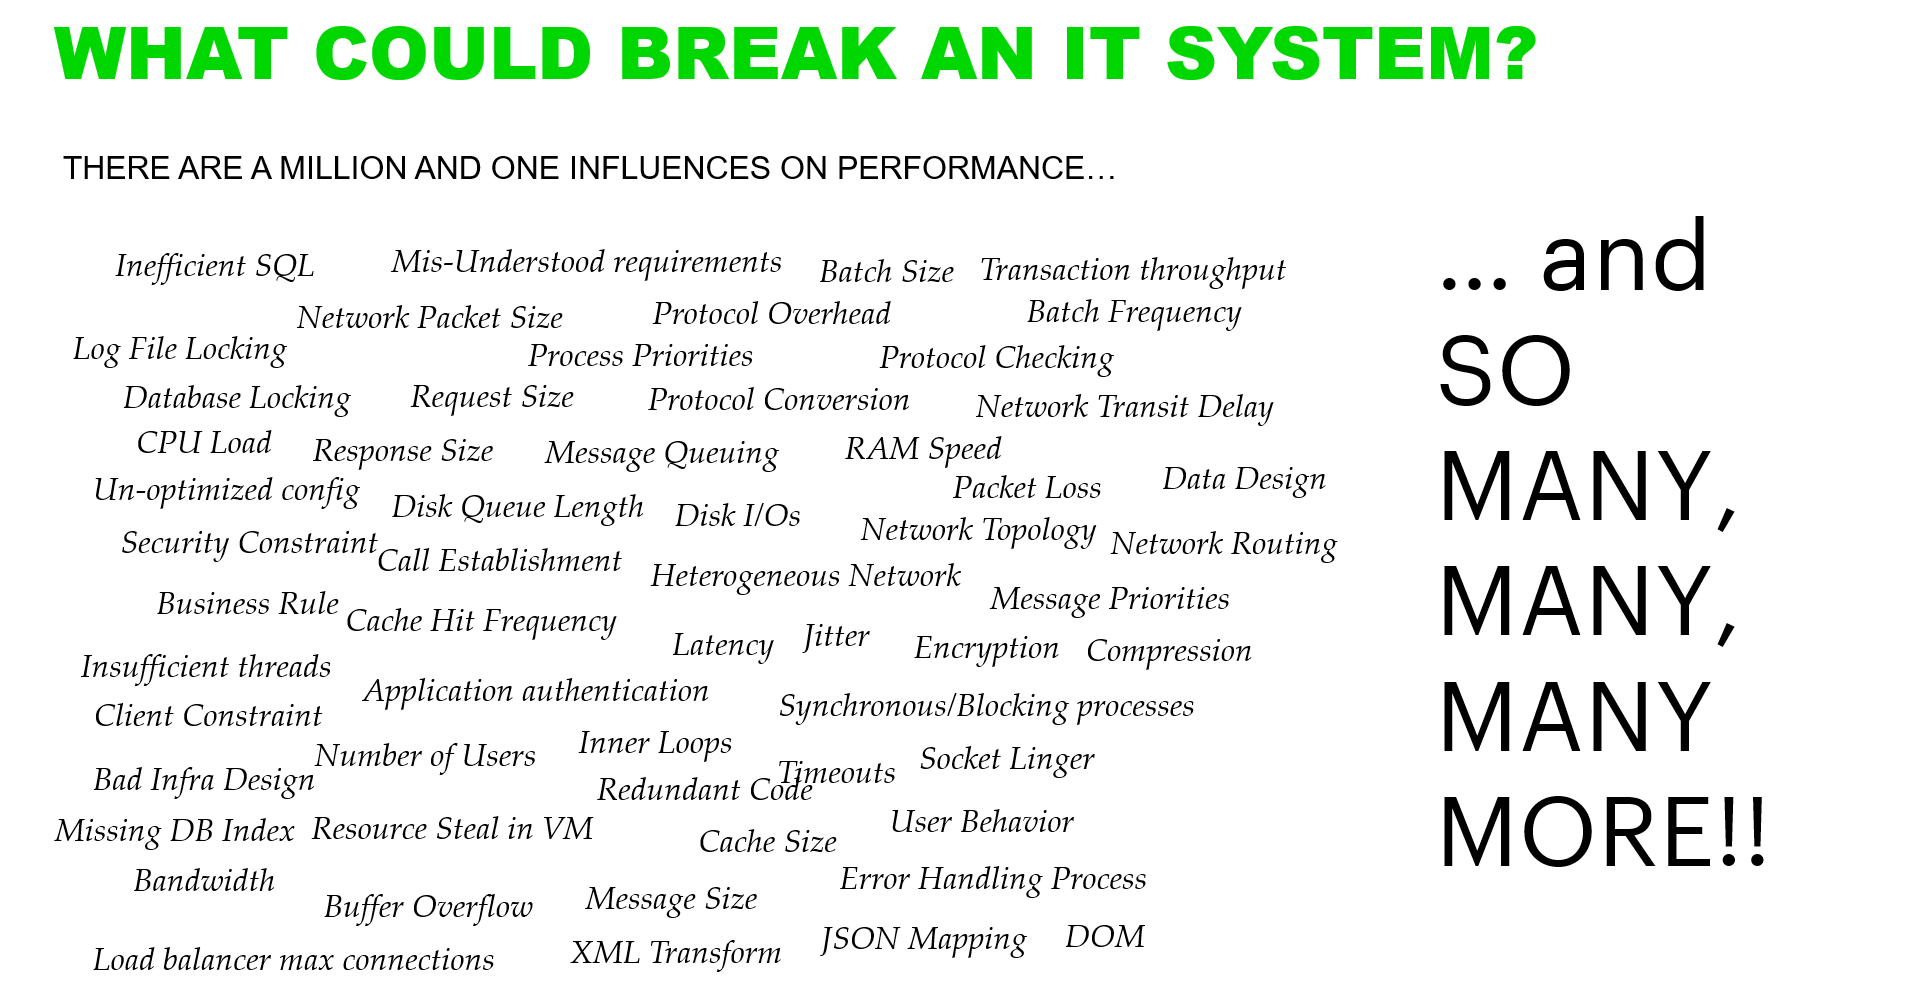 WHAT COULD BREAK AN IT SYSTEM?
THERE ARE A MILLION AND ONE INFLUENCES ON PERFORMANCE…
Inefficient SQL
Mis-Understood requirements
Batch Size
Transaction throughput
Network Packet Size
Protocol Overhead
Batch Frequency
Log File Locking
Process Priorities
Protocol Checking
Database Locking
Request Size
Protocol Conversion
Network Transit Delay
CPU Load
Response Size
Message Queuing
RAM Speed
Un-optimized config
Disk Queue Length
Disk I/Os
Packet Loss
Data Design
Security Constraint
Call Establishment
Network Topology
Network Routing
Heterogeneous Network
Business Rule
Cache Hit Frequency
Message Priorities
Latency
Jitter
Encryption
Compression
Insufficient threads
Application authentication
Synchronous/Blocking processes
Client Constraint
Number of Users
Inner Loops
Timeouts
Socket Linger
Bad Infra Design
Redundant Code
Missing DB Index
Resource Steal in VM
Cache Size
User Behavior
Bandwidth
Buffer Overflow
Message Size
Error Handling Process
Load balancer max connections
XML Transform
JSON Mapping
DOM
... and
SO
MANY,
MANY,
MANY
MORE!!